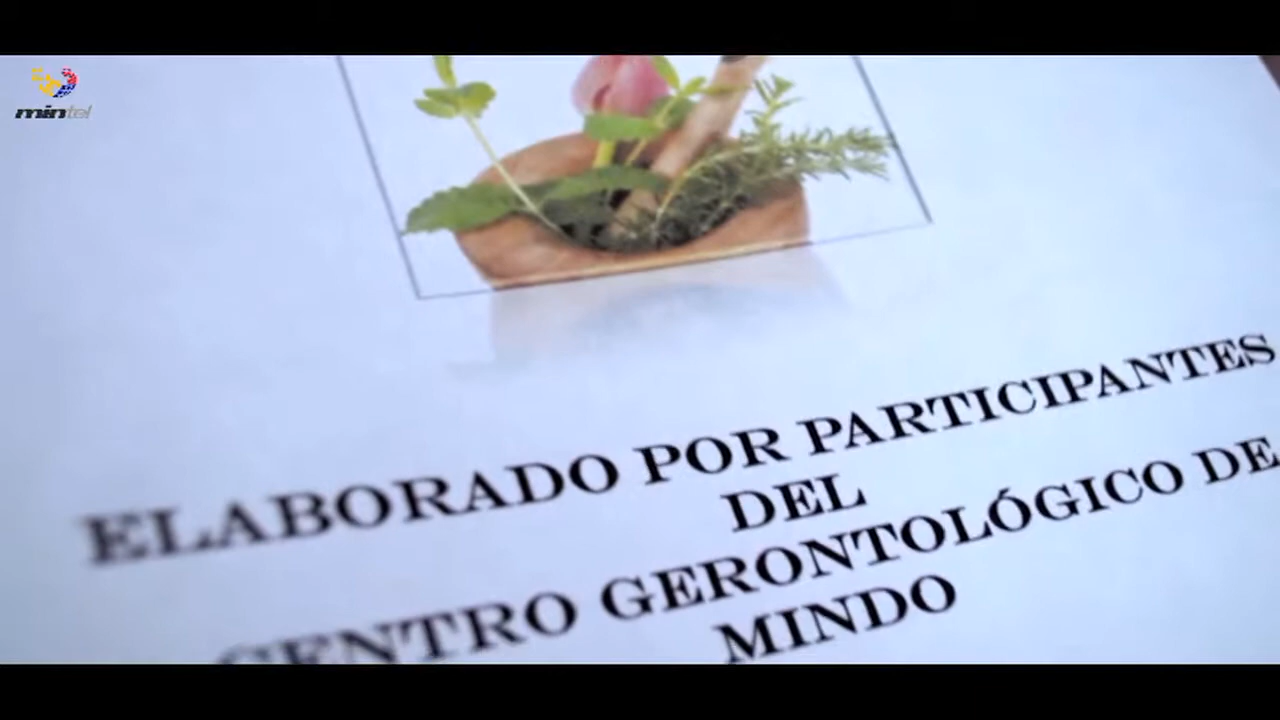 mintel
ELABORADO POR PARTICIPANTES
DEL
CENTRO GERONTOLÓGICO DE
MINDO